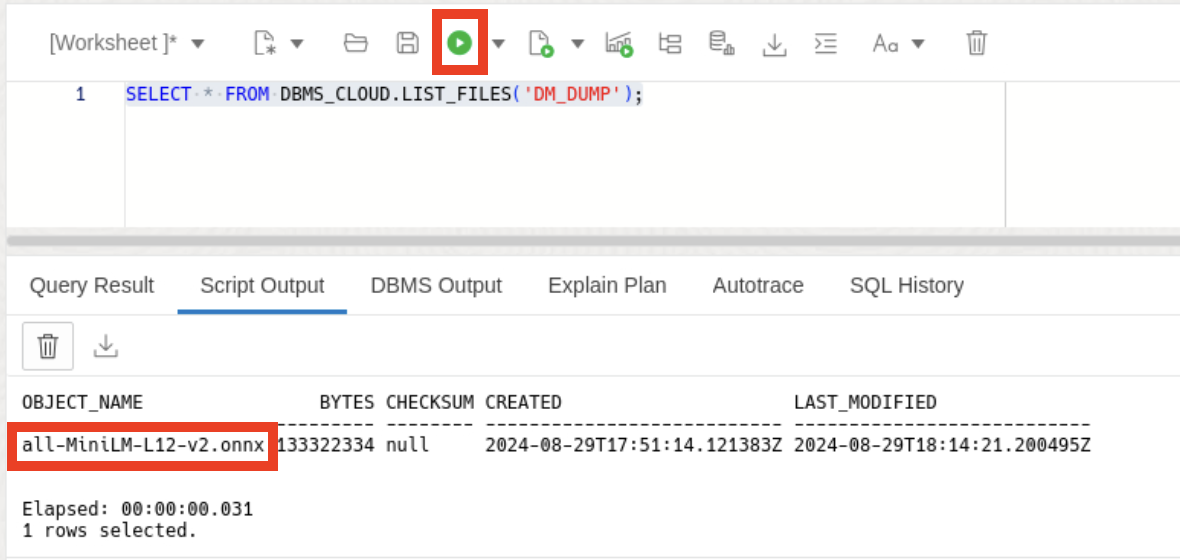 [Worksheet ]*
Aa
1 SELECT * FROM DBMS_CLOUD.LIST_FILES('DM_DUMP');
Query Result Script Output DBMS Output Explain Plan Autotrace SQL History
OBJECT_NAME BYTES CHECKSUM CREATED LAST_MODIFIED
all-MiniLM-L12-v2.onnx 133322334 null 2024-08-29T17:51:14.121383Z 2024-08-29T18:14:21.200495Z
Elapsed: 00:00:00.031
1 rows selected.